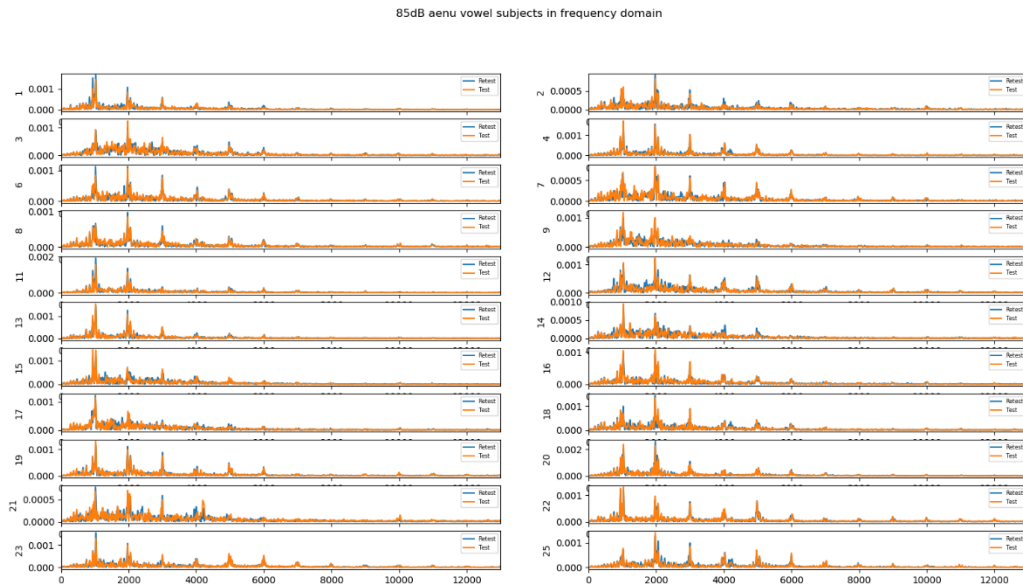 85dB aenu vowel subjects in frequency domain
1 0.001 0.000 Retest Test
2 0.0005 0.0000 Retest Test
3 0.001 0.000 Retest Test
4 0.001 0.000 Retest Test
6 0.001 0.000 Retest Test
7 0.0005 0.0000 Retest Test
8 0.001 0.000 Retest Test
9 0.001 0.000 Retest Test
11 0.002 0.000 Retest Test
12 0.001 0.000 Retest Test
13 0.001 0.000 Retest Test
14 0.0010 0.0005 0.0000 Retest Test
15 0.001 0.000 Retest Test
16 0.001 0.000 Retest Test
17 0.001 0.000 Retest Test
18 0.001 0.000 Retest Test
19 0.001 0.000 Retest Test
20 0.002 0.000 Retest Test
21 0.0005 0.0000 Retest Test
22 0.001 0.000 Retest Test
23 0.001 0.000 Retest Test
25 0.001 0.000 Retest Test
0 2000 4000 6000 8000 10000 12000
0 2000 4000 6000 8000 10000 12000